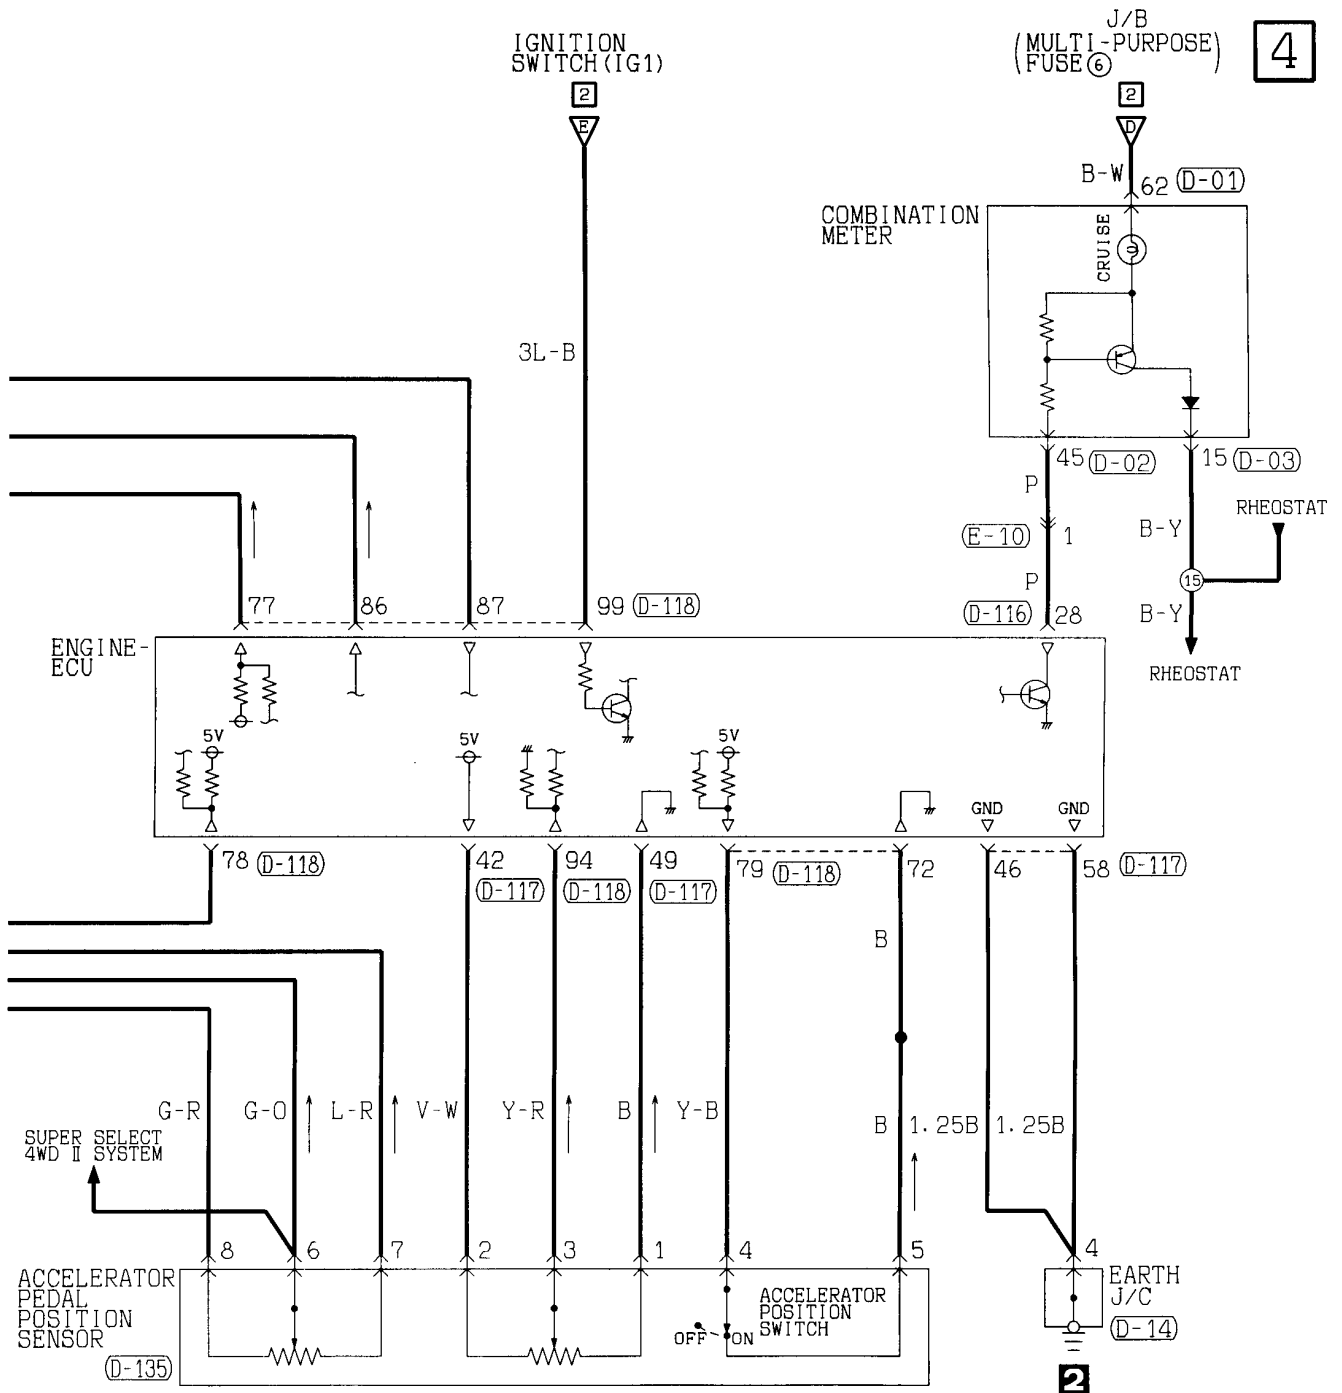 J/B
(MULTI-PURPOSE)
FUSE⑥
4
IGNITION
SWITCH(IG1)
2
2
E
D
B-W
62 D-01
COMBINATION
METER
CRUISE
3L-B
45 D-02
15 D-03
P
RHEOSTAT
E-10 1
B-Y
15
P
B-Y
77
86
87
99 D-118
D-116 28
RHEOSTAT
ENGINE-
ECU
5V
5V
5V
GND
GND
78 D-118
42
94
49
79 D-118
72
46
58 D-117
D-117
D-118
D-117
B
G-R
G-O
L-R
V-W
Y-R
B
Y-B
B
1.25B
1.25B
SUPER SELECT
4WD Ⅱ SYSTEM
8
6
7
2
3
1
4
5
4
ACCELERATOR
PEDAL
POSITION
SENSOR
D-135
ACCELERATOR
POSITION
SWITCH
OFF
ON
EARTH
J/C
D-14
2